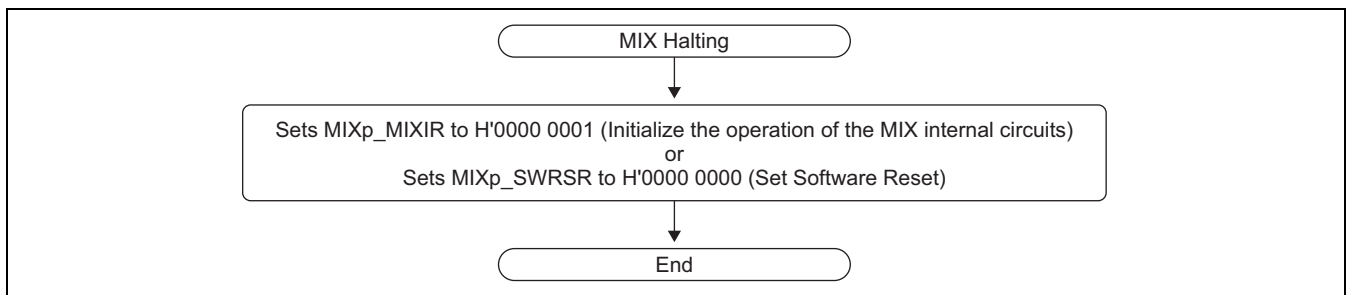 MIX Halting
Sets MIXp_MIXIR to H'0000 0001 (Initialize the operation of the MIX internal circuits)
or
Sets MIXp_SWRSR to H'0000 0000 (Set Software Reset)
End